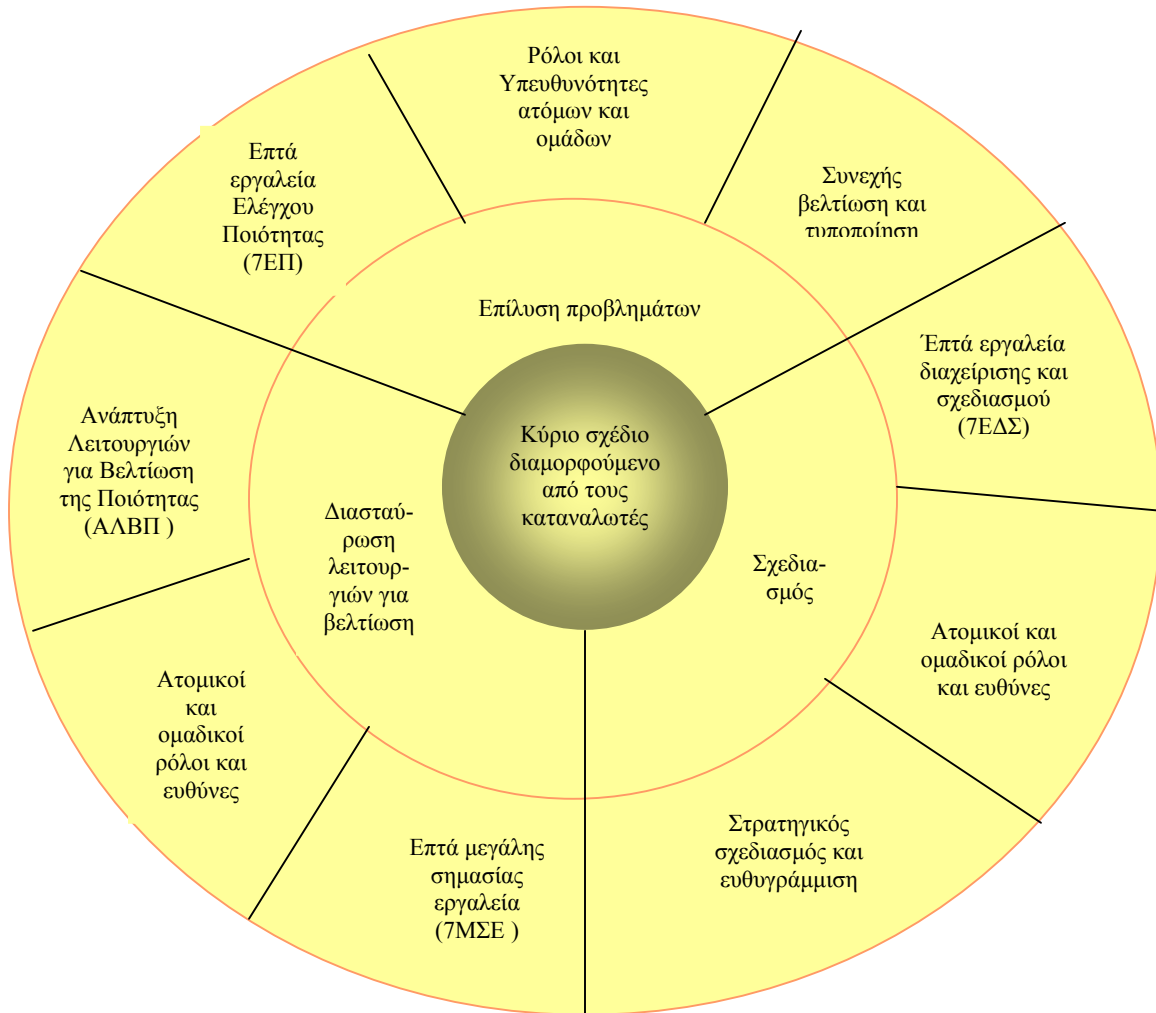 Ρόλοι και
Υπευθυνότητες
ατόμων και
ομάδων
Επτά
εργαλεία
Ελέγχου
Ποιότητας
(7ΕΠ)
Συνεχής
βελτίωση και
τυποποίηση
Επίλυση προβλημάτων
Έπτά εργαλεία
διαχείρισης και
σχεδιασμού
(7ΕΔΣ)
Ανάπτυξη
Λειτουργιών
για Βελτίωση
της Ποιότητας
(ΑΛΒΠ )
Κύριο σχέδιο
διαμορφούμενο
από τους
καταναλωτές
Διασταύ-
ρωση
λειτουρ-
γιών για
βελτίωση
Σχεδια-
σμός
Ατομικοί και
ομαδικοί ρόλοι
και ευθύνες
Ατομικοί
και
ομαδικοί
ρόλοι και
ευθύνες
Επτά μεγάλης
σημασίας
εργαλεία
(7ΜΣΕ )
Στρατηγικός
σχεδιασμός και
ευθυγράμμιση